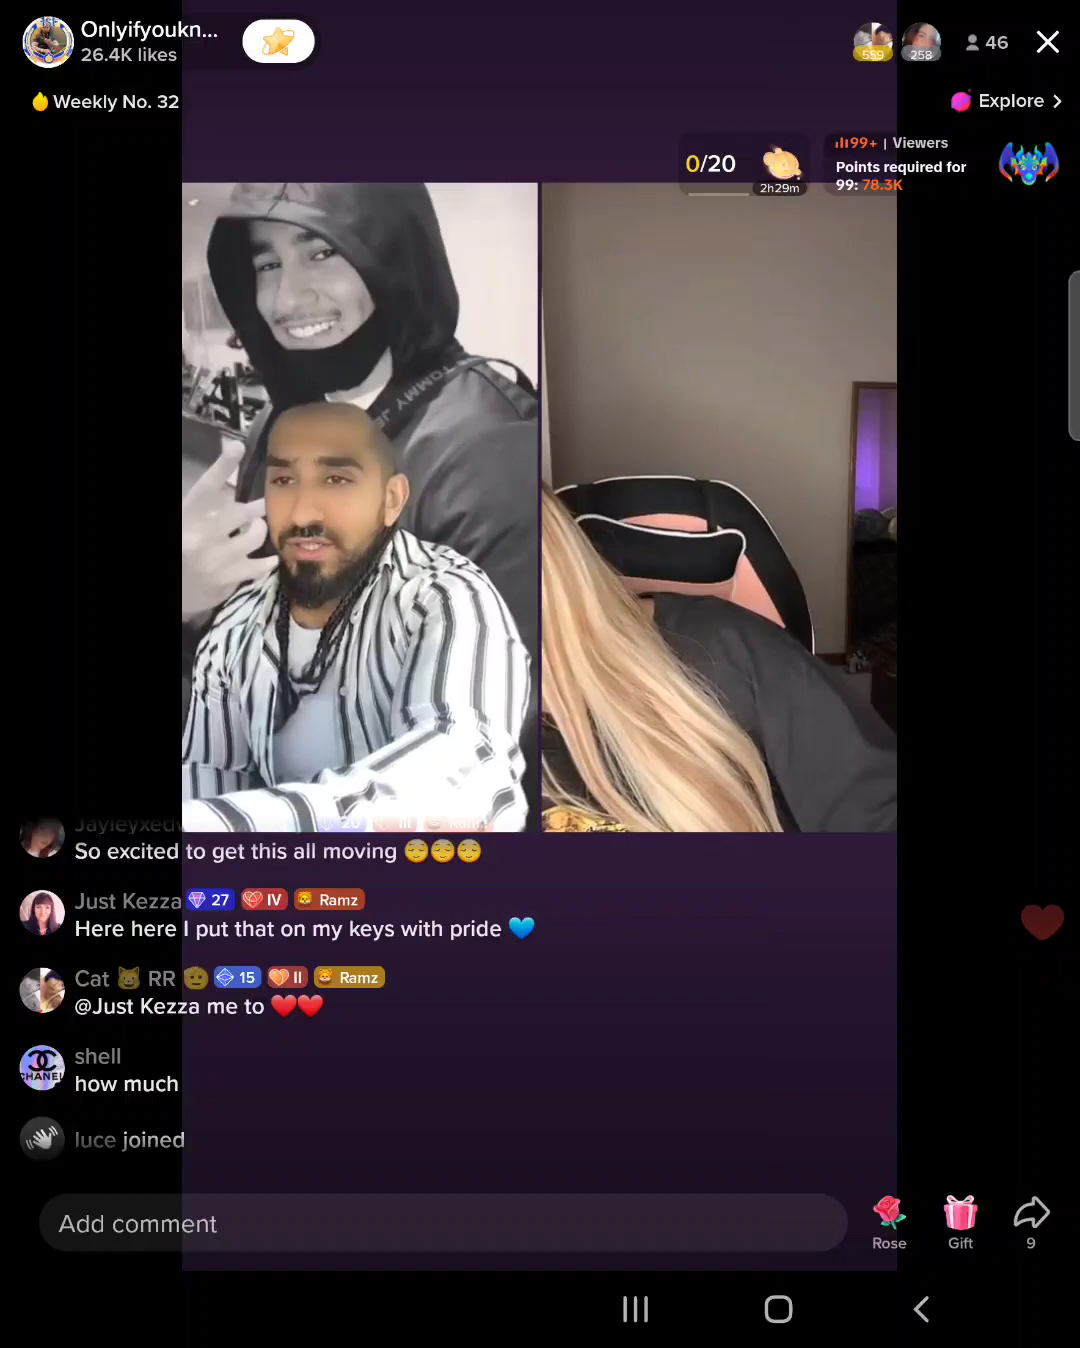 Onlyifyoukn...
26.4K likes
559
258
46
Weekly No. 32
Explore >
0/20
2h29m
99+ | Viewers
Points required for
99: 78.3K
TOMMY JE
Jayleyxedv
So excited to get this all moving 😌😌😌
Just Kezza 27 IV Ramz
Here here I put that on my keys with pride 💙
Cat 🐱 RR 🫡 15 II Ramz
@Just Kezza me to ❤️❤️
CHANEL
shell
how much
luce joined
Add comment
Rose
Gift
9